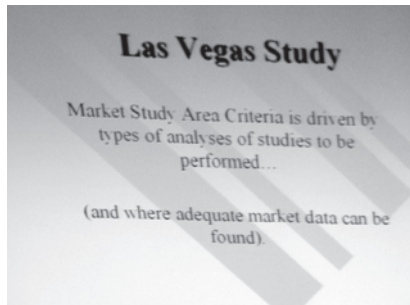 Las Vegas Study
Market Study Area Criteria is driven by
types of analyses of studies to be
performed...
(and where adequate market data can be
found).